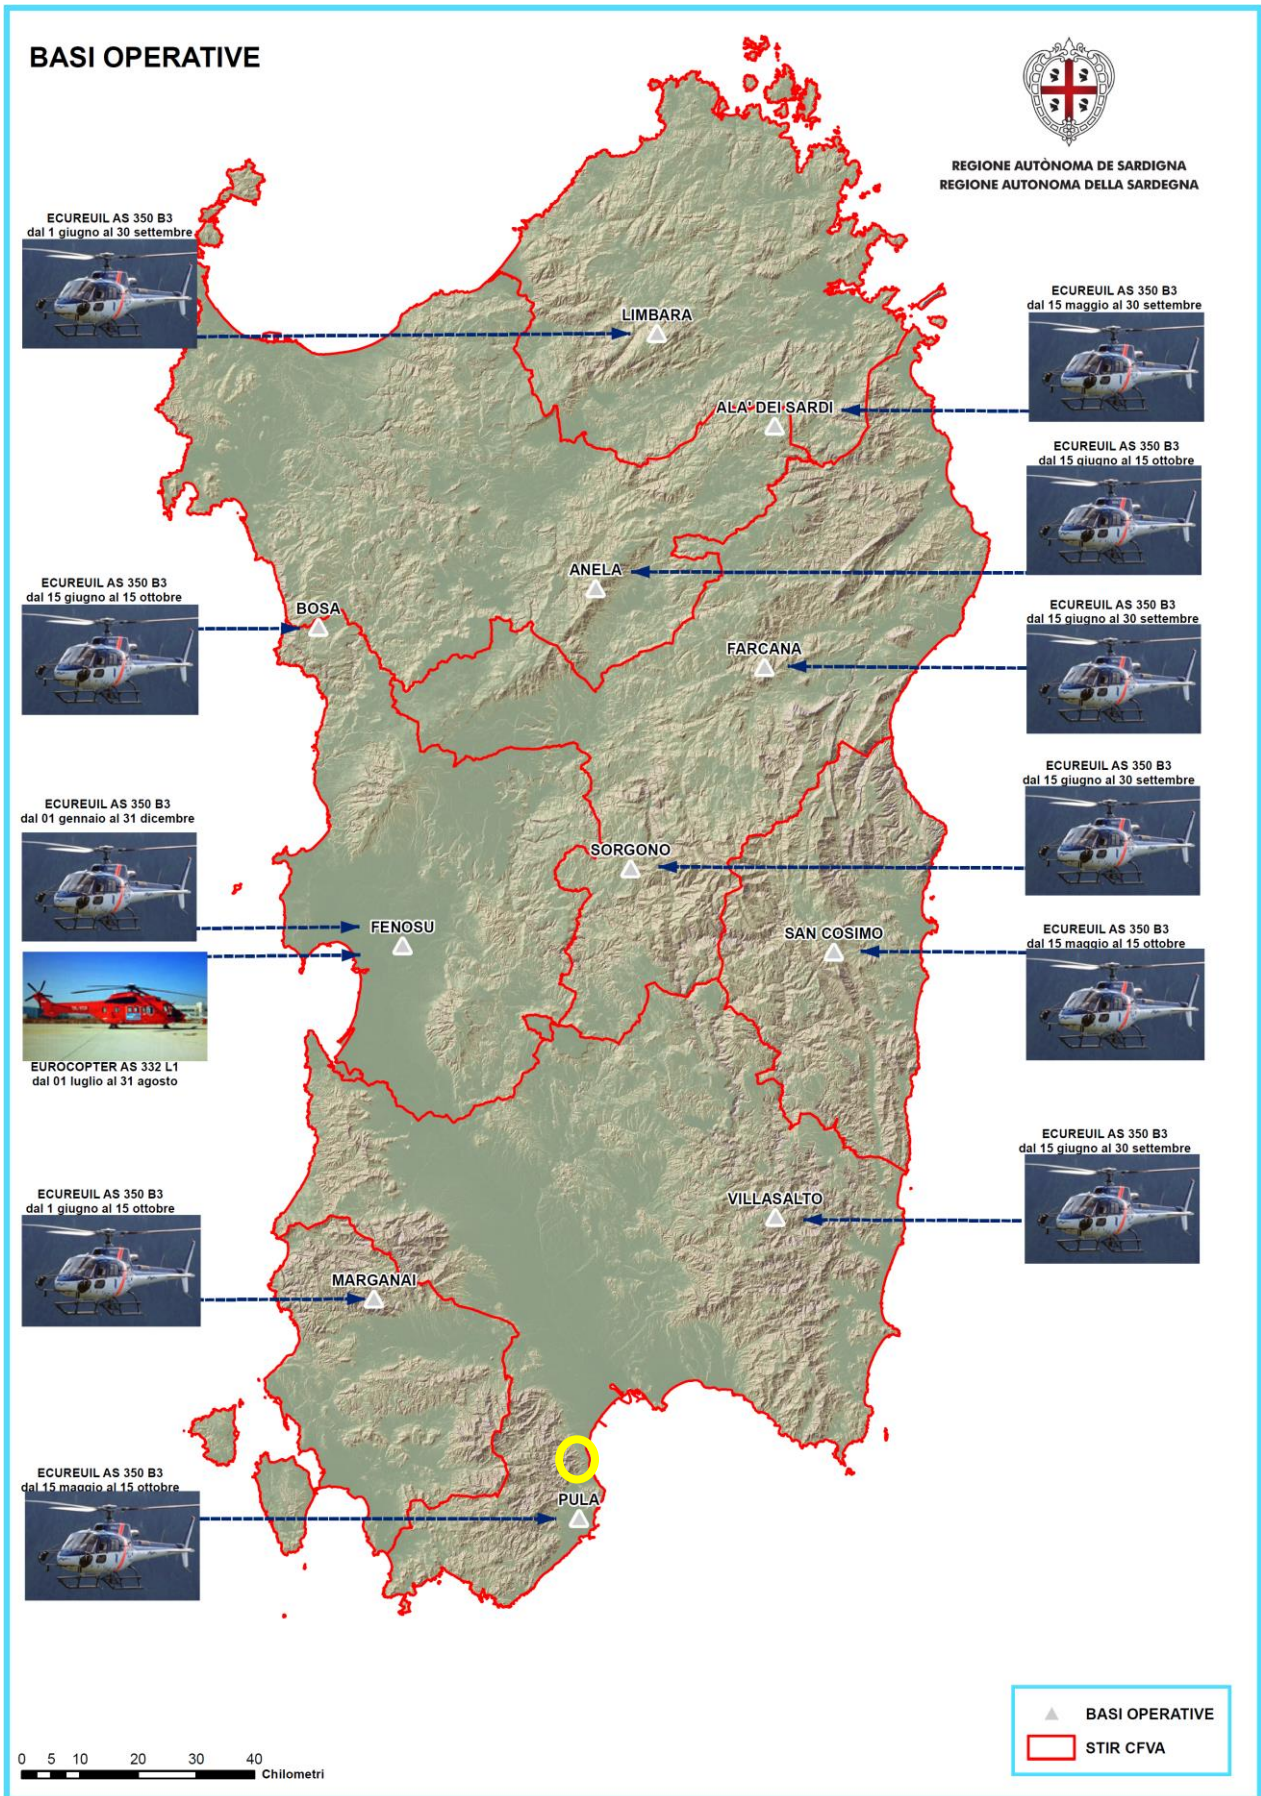 BASI OPERATIVE
REGIONE AUTÒNOMA DE SARDIGNA
REGIONE AUTONOMA DELLA SARDEGNA
ECUREUIL AS 350 B3
dal 1 giugno al 30 settembre
LIMBARA
ECUREUIL AS 350 B3
dal 15 maggio al 30 settembre
ALA' DEI SARDI
ECUREUIL AS 350 B3
dal 15 giugno al 15 ottobre
ANELA
ECUREUIL AS 350 B3
dal 15 giugno al 15 ottobre
BOSA
ECUREUIL AS 350 B3
dal 15 giugno al 30 settembre
FARCANA
ECUREUIL AS 350 B3
dal 15 giugno al 30 settembre
SORGONO
ECUREUIL AS 350 B3
dal 01 gennaio al 31 dicembre
FENOSU
ECUREUIL AS 350 B3
dal 15 maggio al 15 ottobre
SAN COSIMO
EUROCOPTER AS 332 L1
dal 01 luglio al 31 agosto
ECUREUIL AS 350 B3
dal 15 giugno al 30 settembre
VILLASALTO
ECUREUIL AS 350 B3
dal 1 giugno al 15 ottobre
MARGANAI
ECUREUIL AS 350 B3
dal 15 maggio al 15 ottobre
PULA
BASI OPERATIVE
STIR CFVA
0 5 10 20 30 40
Chilometri